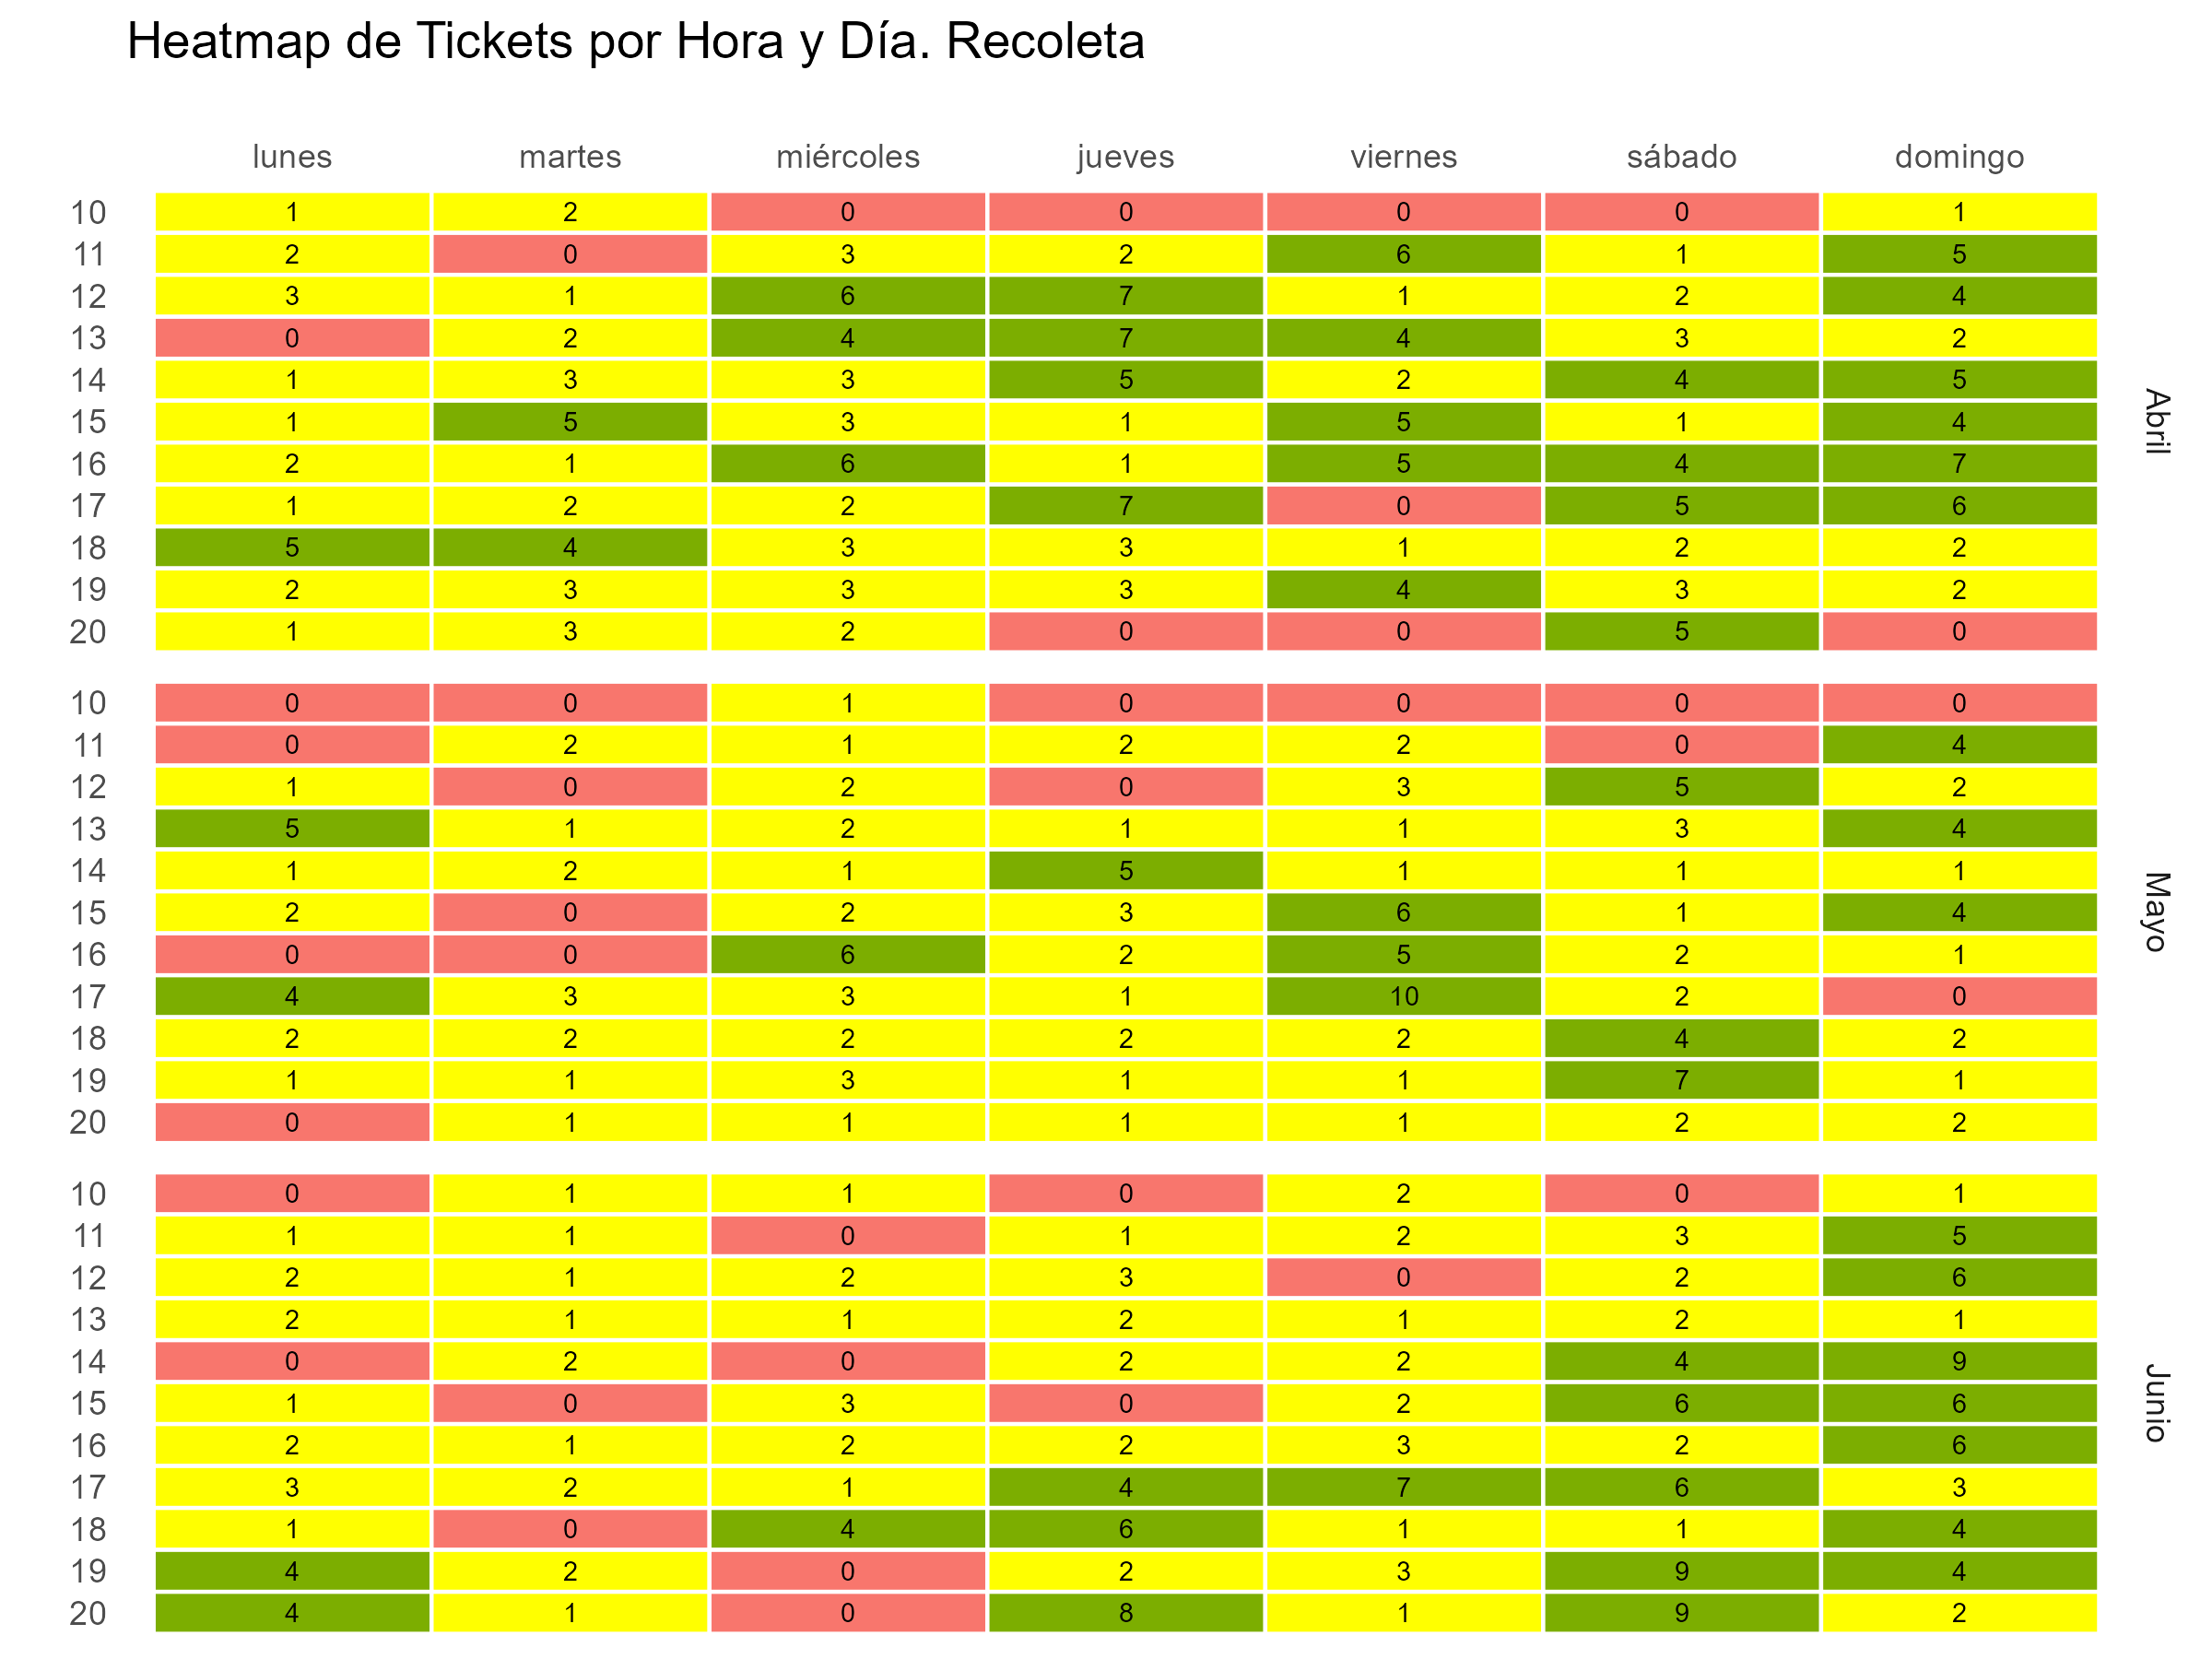 Heatmap de Tickets por Hora y Día. Recoleta
lunes martes miércoles jueves viernes sábado domingo
10 1 2 0 0 0 0 1
11 2 0 3 2 6 1 5
12 3 1 6 7 1 2 4
13 0 2 4 7 4 3 2
14 1 3 3 5 2 4 5
15 1 5 3 1 5 1 4
16 2 1 6 1 5 4 7
17 1 2 2 7 0 5 6
18 5 4 3 3 1 2 2
19 2 3 3 3 4 3 2
20 1 3 2 0 0 5 0
Abril
10 0 0 1 0 0 0 0
11 0 2 1 2 2 0 4
12 1 0 2 0 3 5 2
13 5 1 2 1 1 3 4
14 1 2 1 5 1 1 1
15 2 0 2 3 6 1 4
16 0 0 6 2 5 2 1
17 4 3 3 1 10 2 0
18 2 2 2 2 2 4 2
19 1 1 3 1 1 7 1
20 0 1 1 1 1 2 2
Mayo
10 0 1 1 0 2 0 1
11 1 1 0 1 2 3 5
12 2 1 2 3 0 2 6
13 2 1 1 2 1 2 1
14 0 2 0 2 2 4 9
15 1 0 3 0 2 6 6
16 2 1 2 2 3 2 6
17 3 2 1 4 7 6 3
18 1 0 4 6 1 1 4
19 4 2 0 2 3 9 4
20 4 1 0 8 1 9 2
Junio